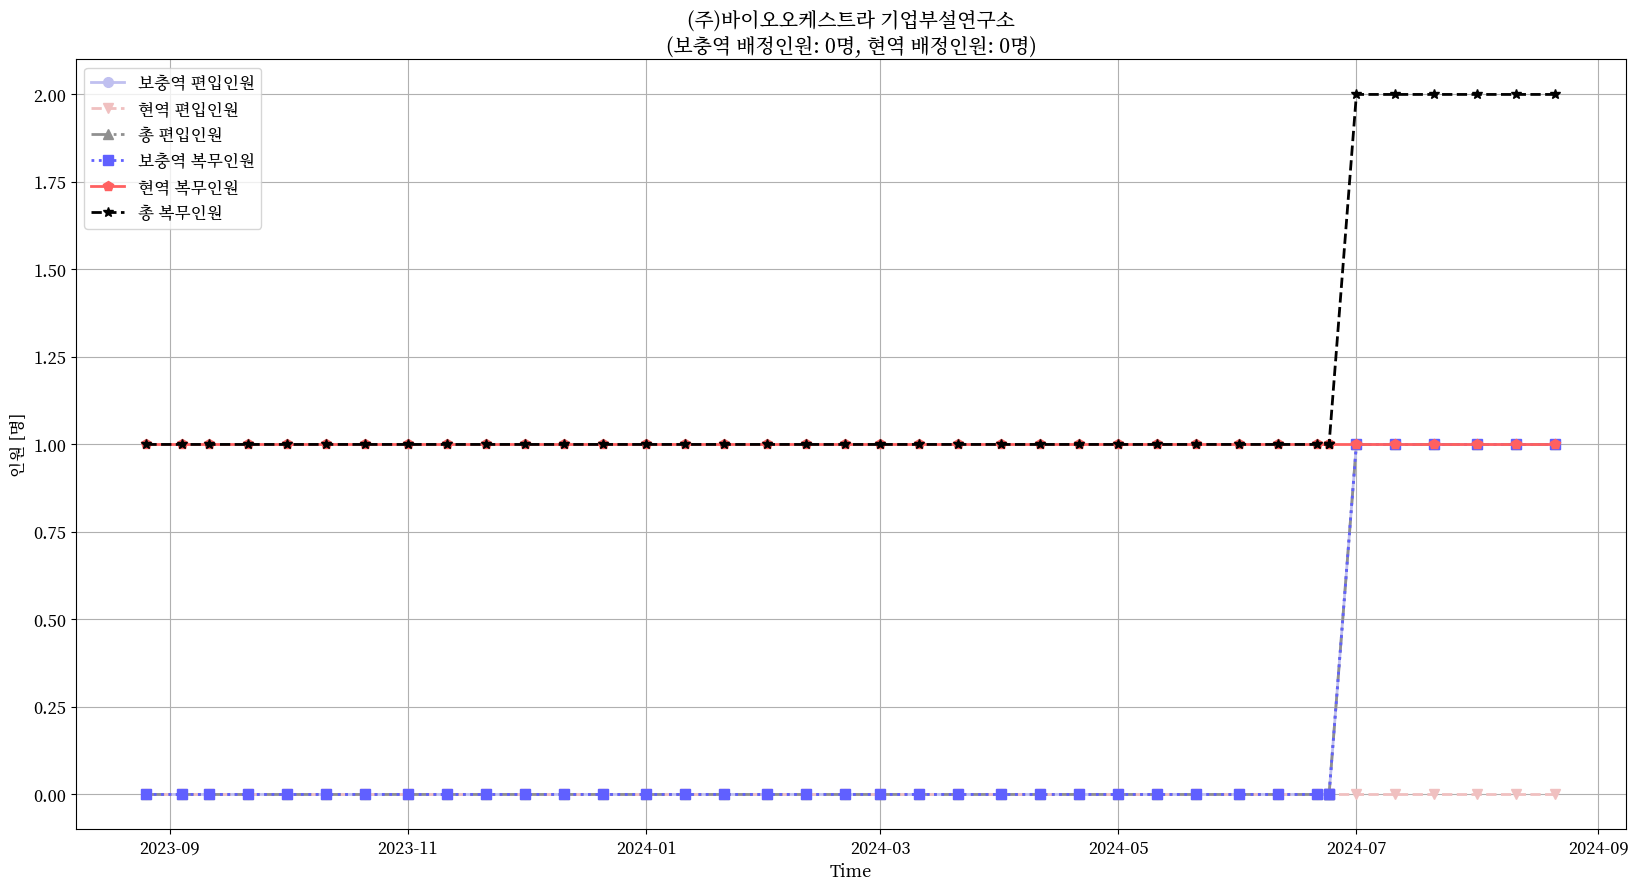 (주)바이오오케스트라 기업부설연구소
(보충역 배정인원: 0명, 현역 배정인원: 0명)
보충역 편입인원
현역 편입인원
총 편입인원
보충역 복무인원
현역 복무인원
총 복무인원
2.00
1.75
1.50
1.25
1.00
0.75
0.50
0.25
0.00
인원 [명]
2023-09
2023-11
2024-01
2024-03
2024-05
2024-07
2024-09
Time